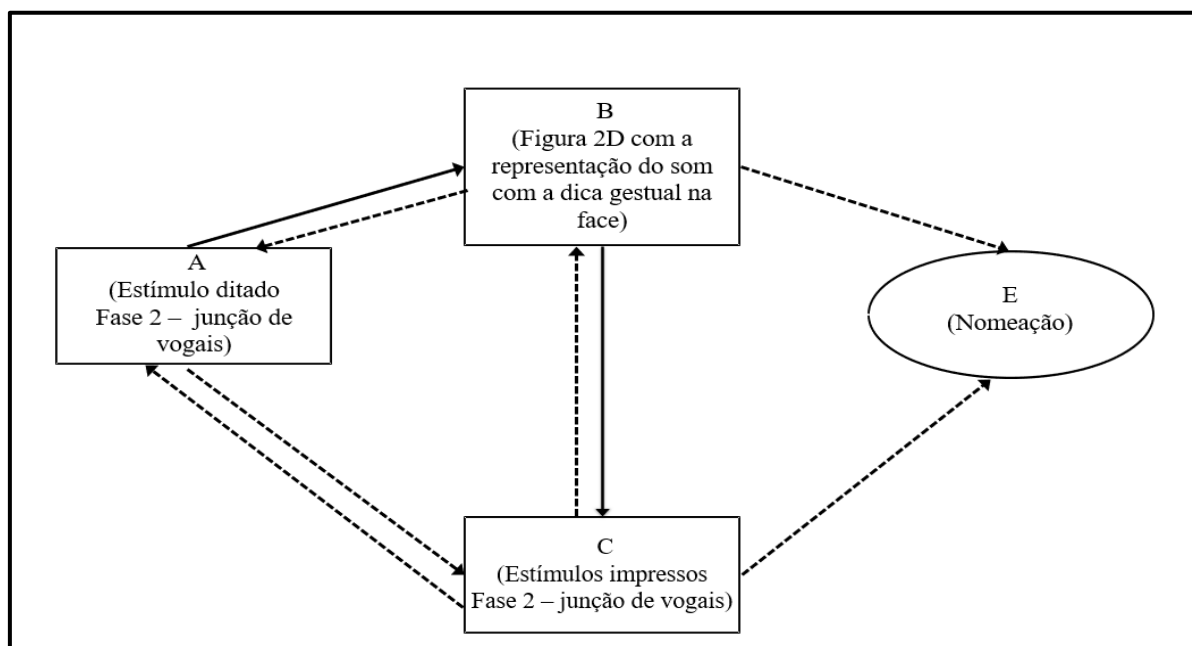 B
(Figura 2D com a
representação do som
com a dica gestual na
face)
A
(Estímulo ditado
Fase 2 – junção de
vogais)
E
(Nomeação)
C
(Estímulos impressos
Fase 2 – junção de vogais)